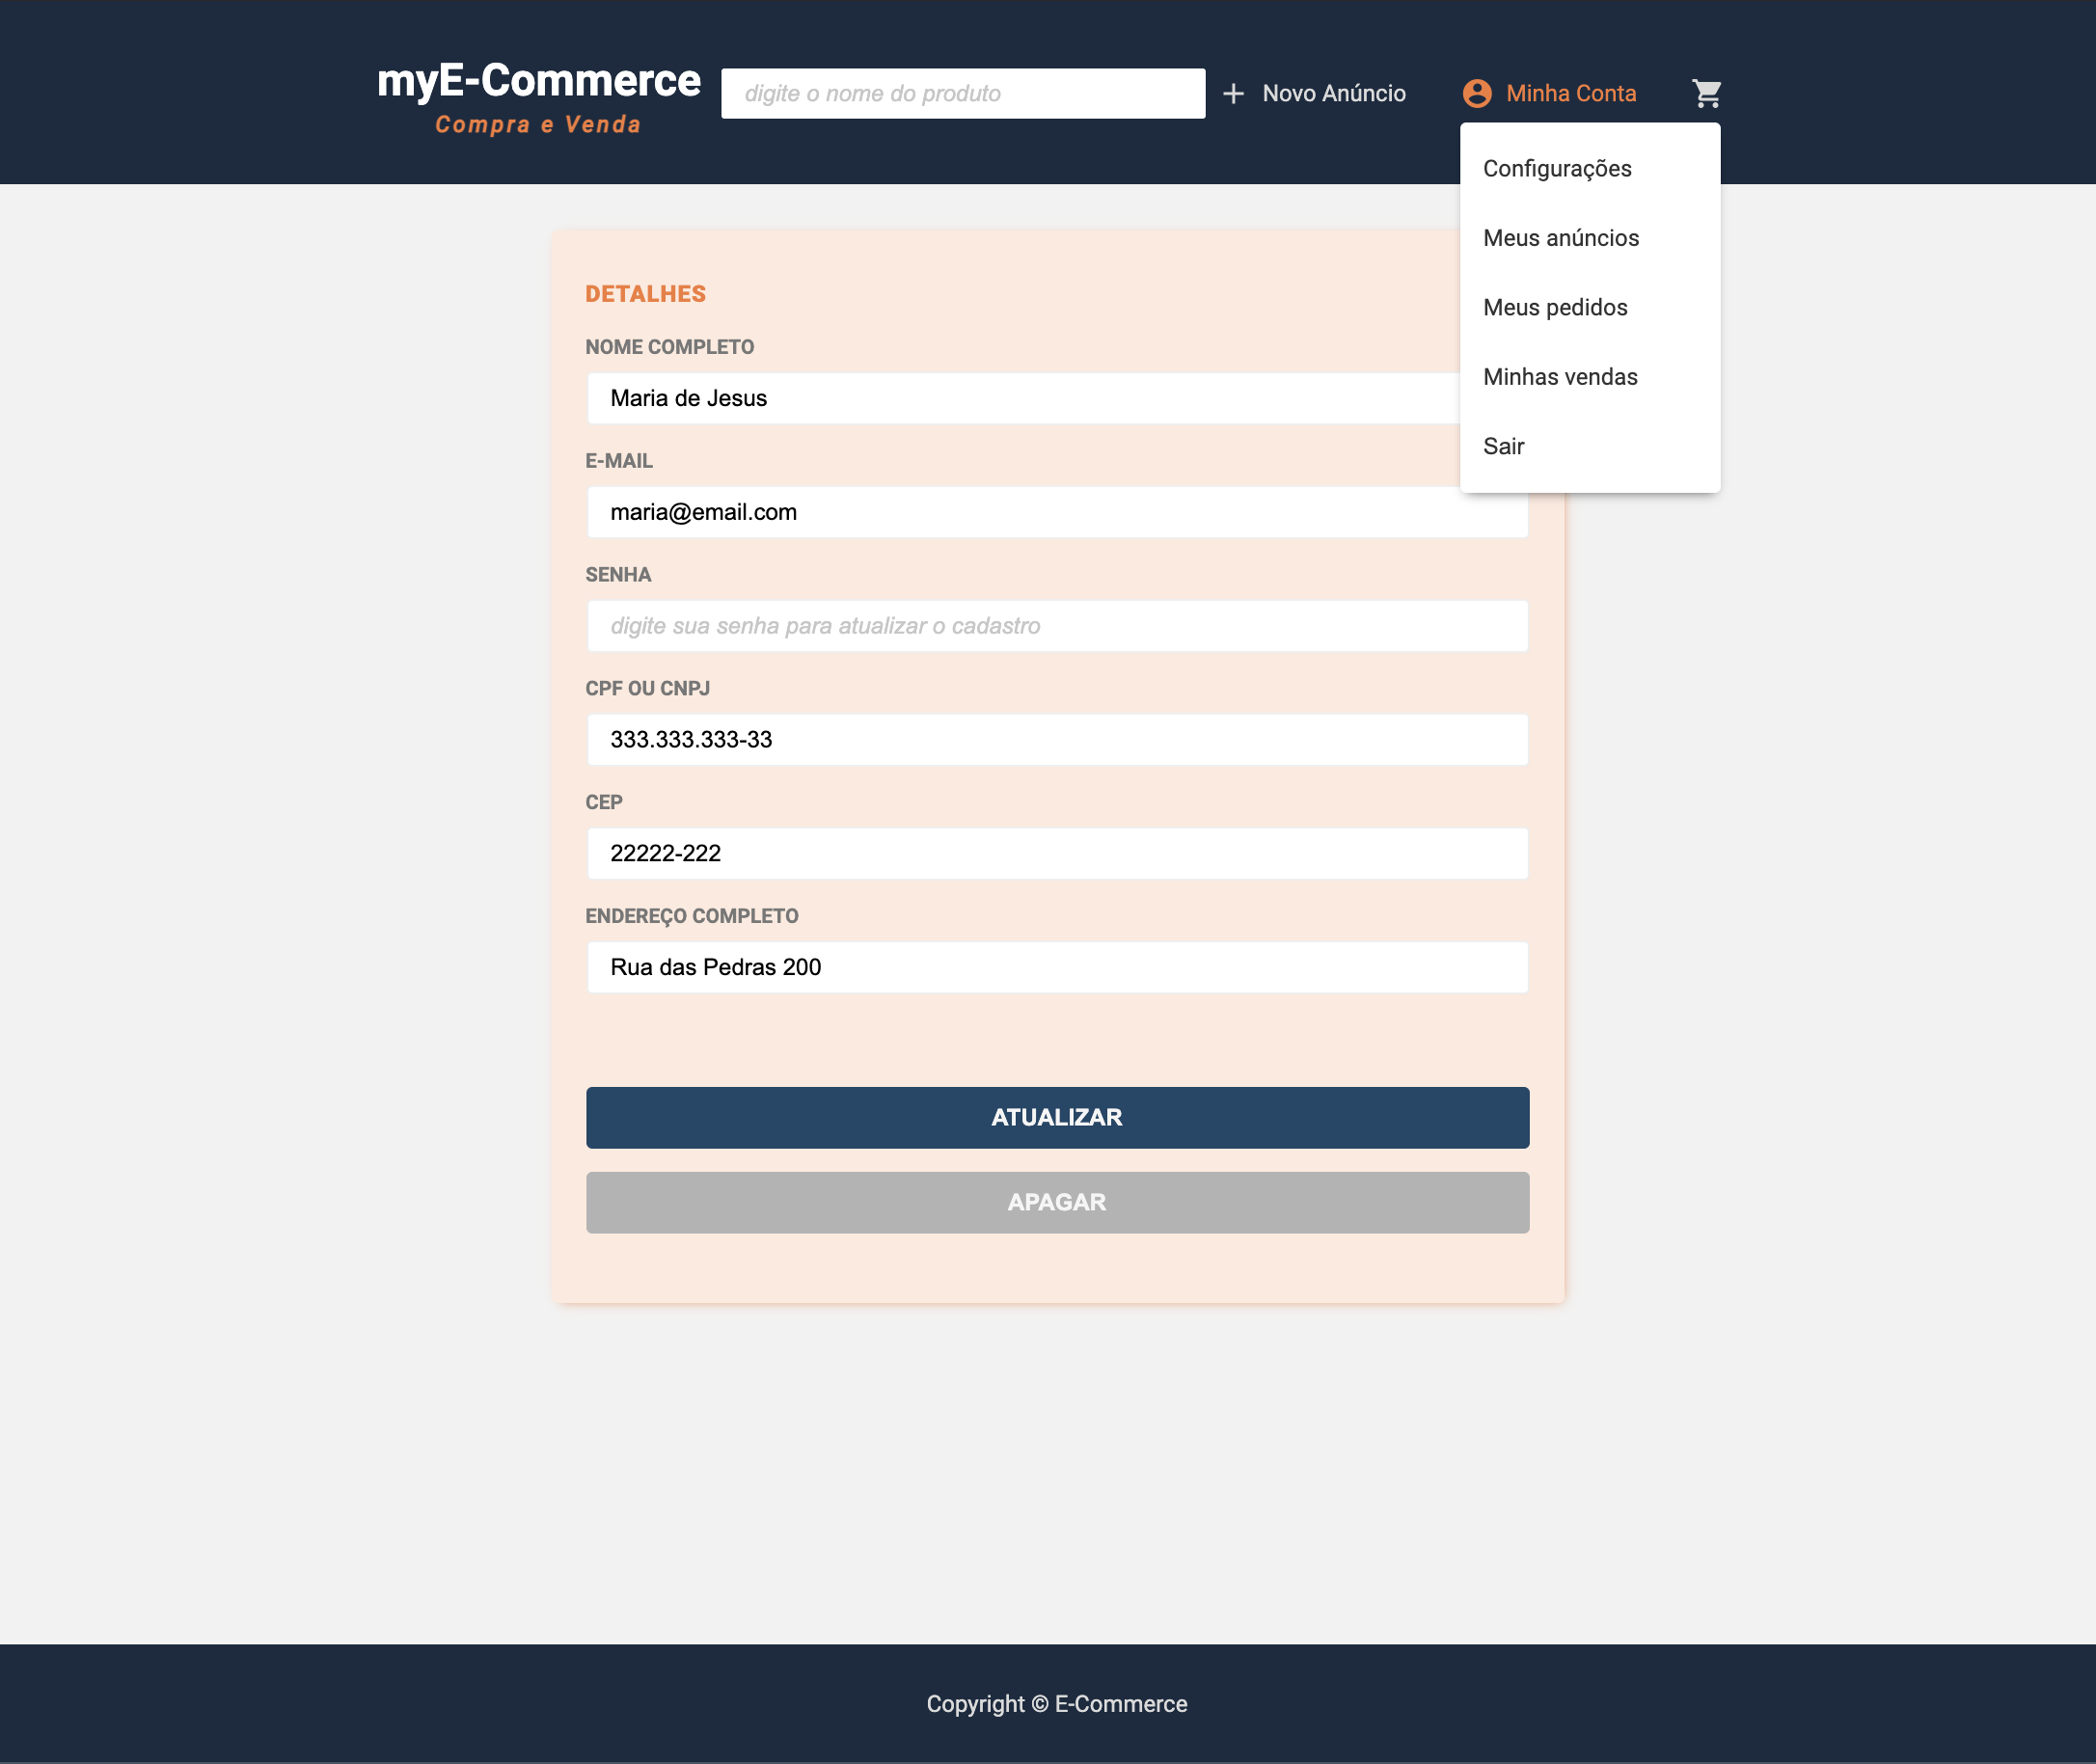 myE-Commerce
Compra e Venda
digite o nome do produto
Novo Anúncio
Minha Conta
Configurações
Meus anúncios
Meus pedidos
Minhas vendas
Sair
DETALHES
NOME COMPLETO
Maria de Jesus
E-MAIL
maria@email.com
SENHA
digite sua senha para atualizar o cadastro
CPF OU CNPJ
333.333.333-33
CEP
22222-222
ENDEREÇO COMPLETO
Rua das Pedras 200
ATUALIZAR
APAGAR
Copyright © E-Commerce